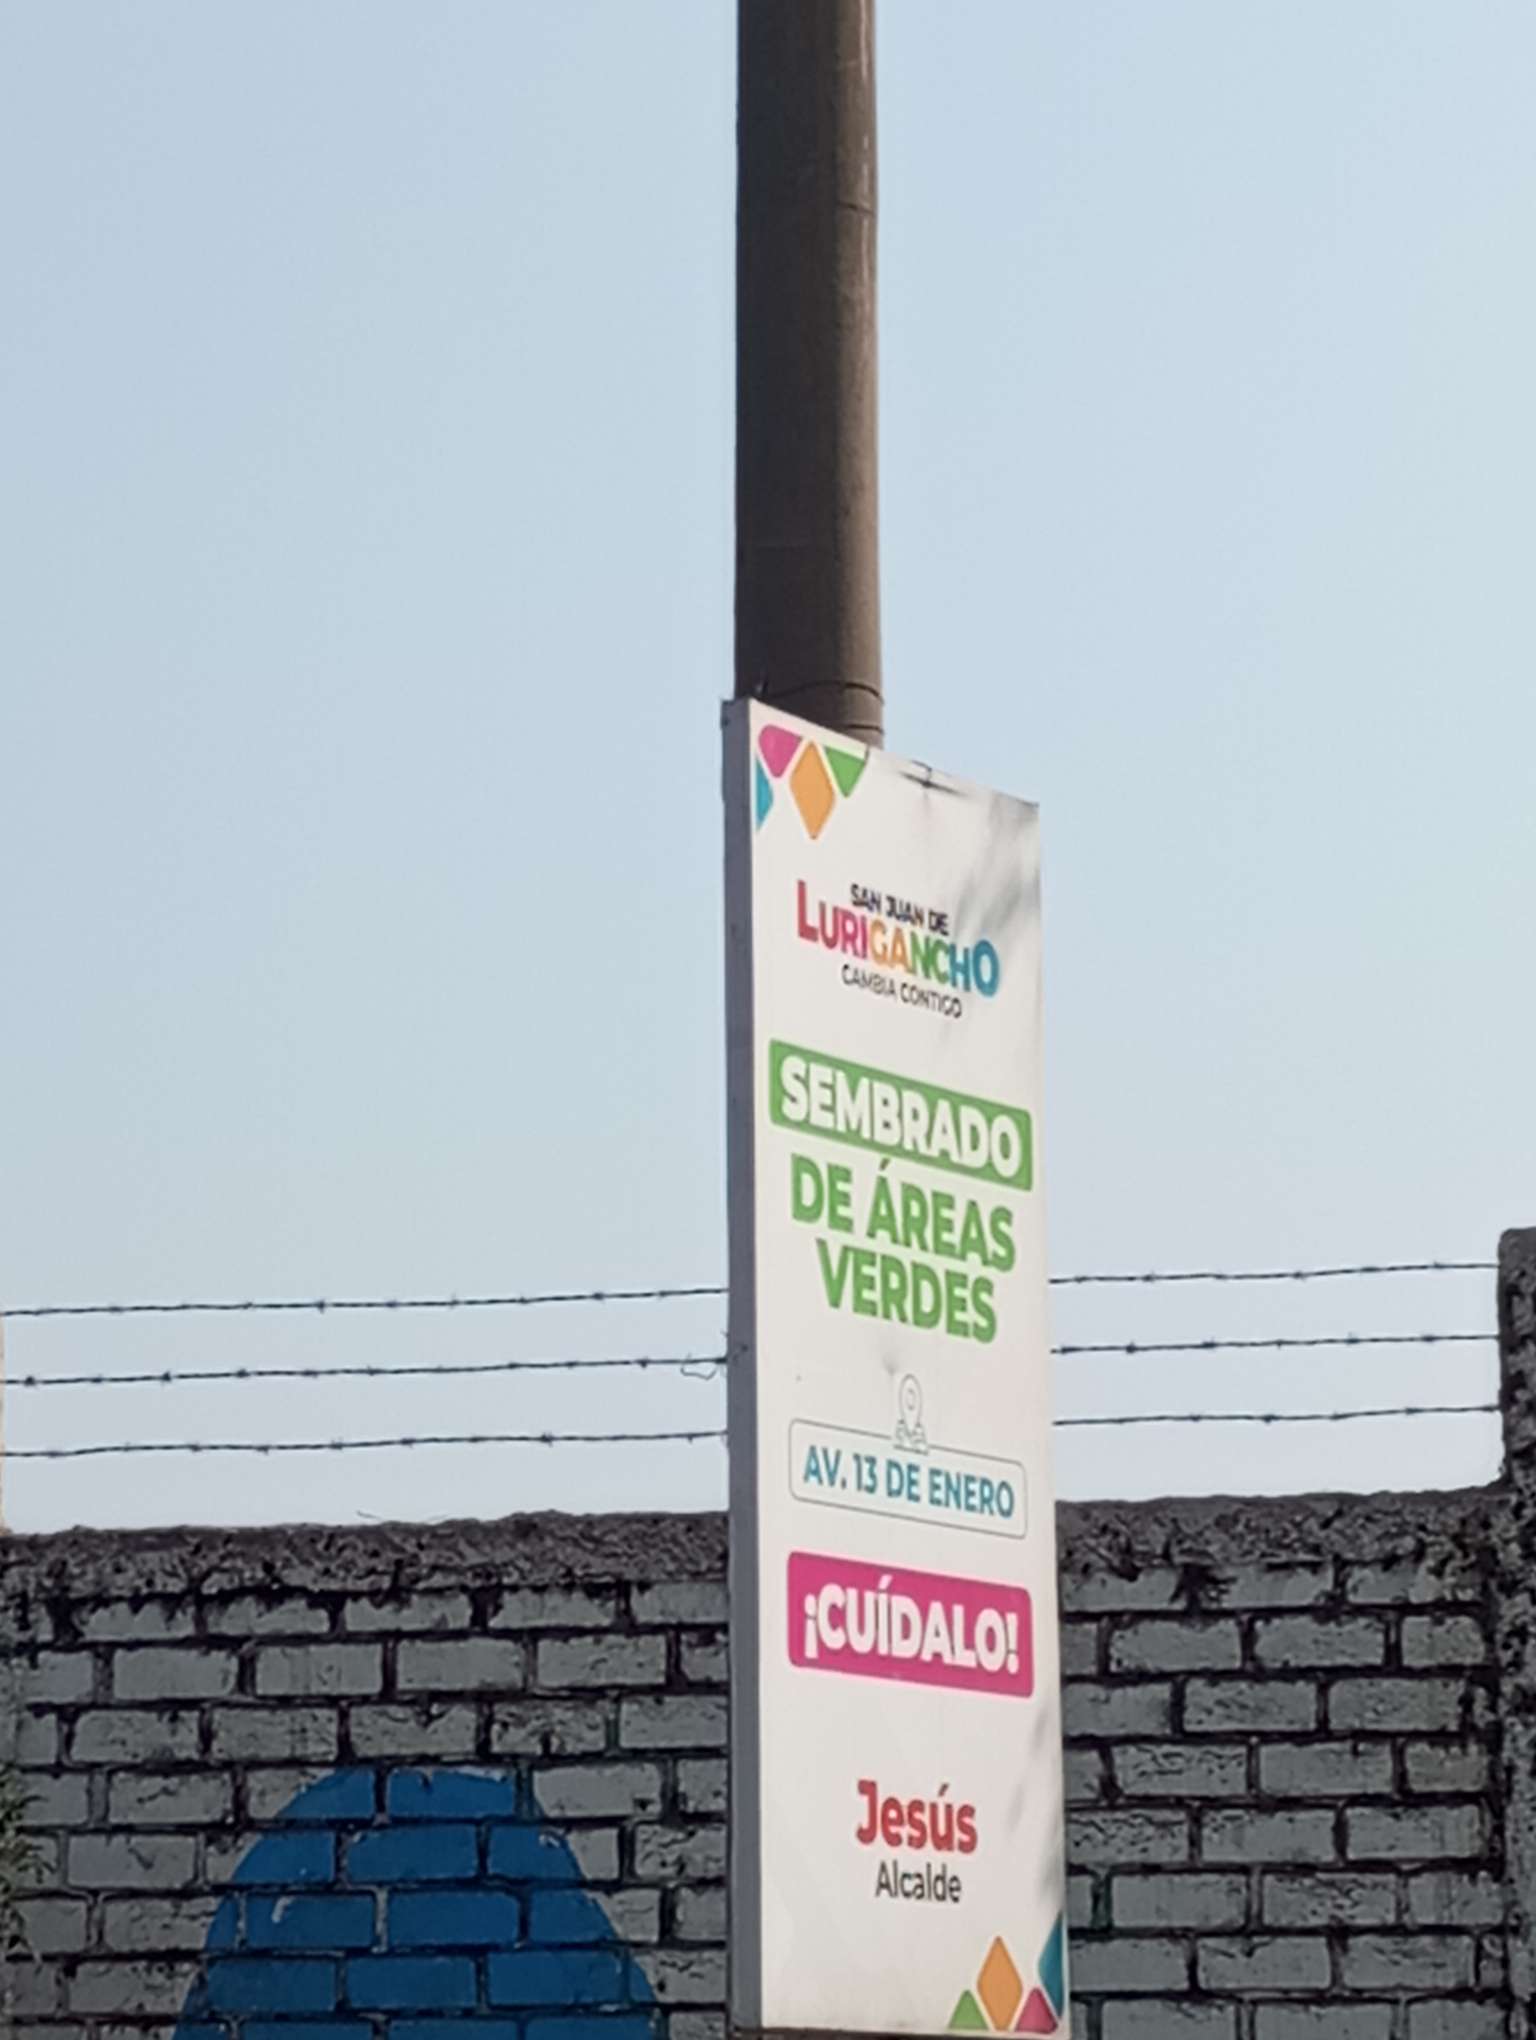 SAN JUAN DE
LURIGANCHO
CAMBIA CONTIGO
SEMBRADO
DE ÁREAS
VERDES
AV. 13 DE ENERO
¡CUÍDALO!
Jesús
Alcalde